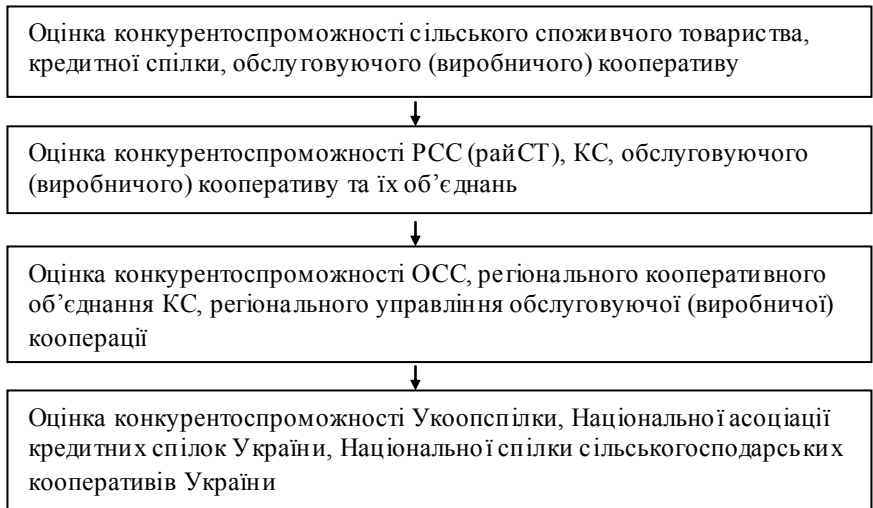 Оцінка конкурентоспроможності сільського споживчого товариства,
кредитної спілки, обслуговуючого (виробничого) кооперативу
Оцінка конкурентоспроможності РСС (райСТ), КС, обслуговуючого
(виробничого) кооперативу та їх об’єднань
Оцінка конкурентоспроможності ОСС, регіонального кооперативного
об’єднання КС, регіонального управління обслуговуючої (виробничої)
кооперації
Оцінка конкурентоспроможності Укоопспілки, Національної асоціації
кредитних спілок України, Національної спілки сільськогосподарських
кооперативів України